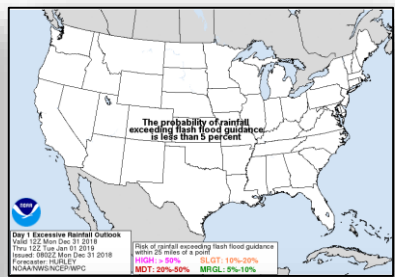 The probability of rainfall
exceeding flash flood guidance
is less than 5 percent
noaa
Day 1 Excessive Rainfall Outlook
Valid 12Z Mon Dec 31 2018
Thru 12Z Tue Jan 01 2019
Issued: 0802Z Mon Dec 31 2018
Forecaster: HURLEY
NOAA/NWS/NCEP/WPC
Risk of rainfall exceeding flash flood guidance
within 25 miles of a point
HIGH: > 50% SLGT: 10%-20%
MDT: 20%-50% MRGL: 5%-10%